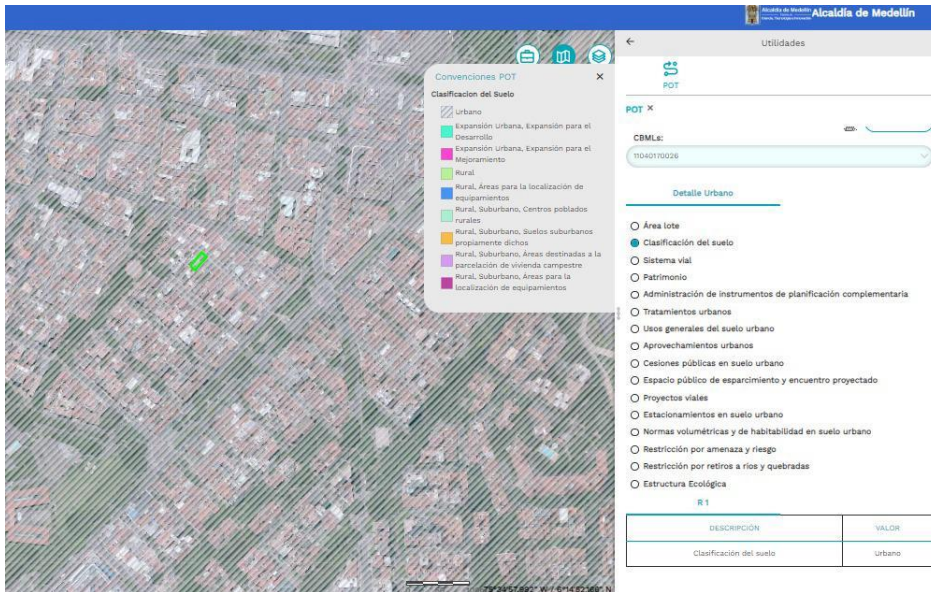 Alcaldía de Medellín
Alcaldía de Medellín
Utilidades
POT
POT ×
CBMLs:
11040170026
Detalle Urbano
Área lote
Clasificación del suelo
Sistema vial
Patrimonio
Administración de instrumentos de planificación complementaria
Tratamientos urbanos
Usos generales del suelo urbano
Aprovechamientos urbanos
Cesiones públicas en suelo urbano
Espacio público de esparcimiento y encuentro proyectado
Proyectos viales
Estacionamientos en suelo urbano
Normas volumétricas y de habitabilidad en suelo urbano
Restricción por amenaza y riesgo
Restricción por retiros a ríos y quebradas
Estructura Ecológica
R 1
DESCRIPCIÓN VALOR
Clasificación del suelo Urbano
Convenciones POT ×
Clasificacion del Suelo
Urbano
Expansión Urbana, Expansión para el
Desarrollo
Expansión Urbana, Expansión para el
Mejoramiento
Rural
Rural, Áreas para la localización de
equipamientos
Rural, Suburbano, Centros poblados
rurales
Rural, Suburbano, Suelos suburbanos
propiamente dichos
Rural, Suburbano, Áreas destinadas a la
parcelación de vivienda campestre
Rural, Suburbano, Áreas para la
localización de equipamientos